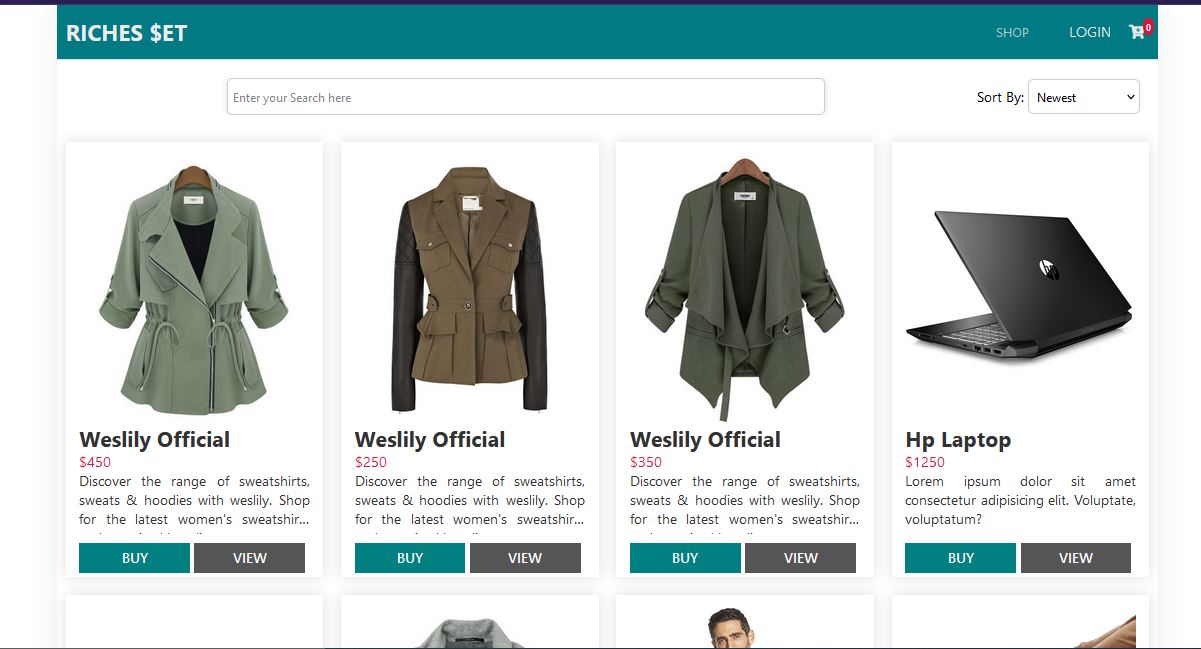 RICHES $ET
SHOP
LOGIN
0
Enter your Search here
Sort By:
Newest
Weslily Official
$450
Discover the range of sweatshirts,
sweats & hoodies with weslily. Shop
for the latest women's sweatshir...
BUY
VIEW
Weslily Official
$250
Discover the range of sweatshirts,
sweats & hoodies with weslily. Shop
for the latest women's sweatshir...
BUY
VIEW
Weslily Official
$350
Discover the range of sweatshirts,
sweats & hoodies with weslily. Shop
for the latest women's sweatshir...
BUY
VIEW
hp
Hp Laptop
$1250
Lorem ipsum dolor sit amet
consectetur adipisicing elit. Voluptate,
voluptatum?
BUY
VIEW